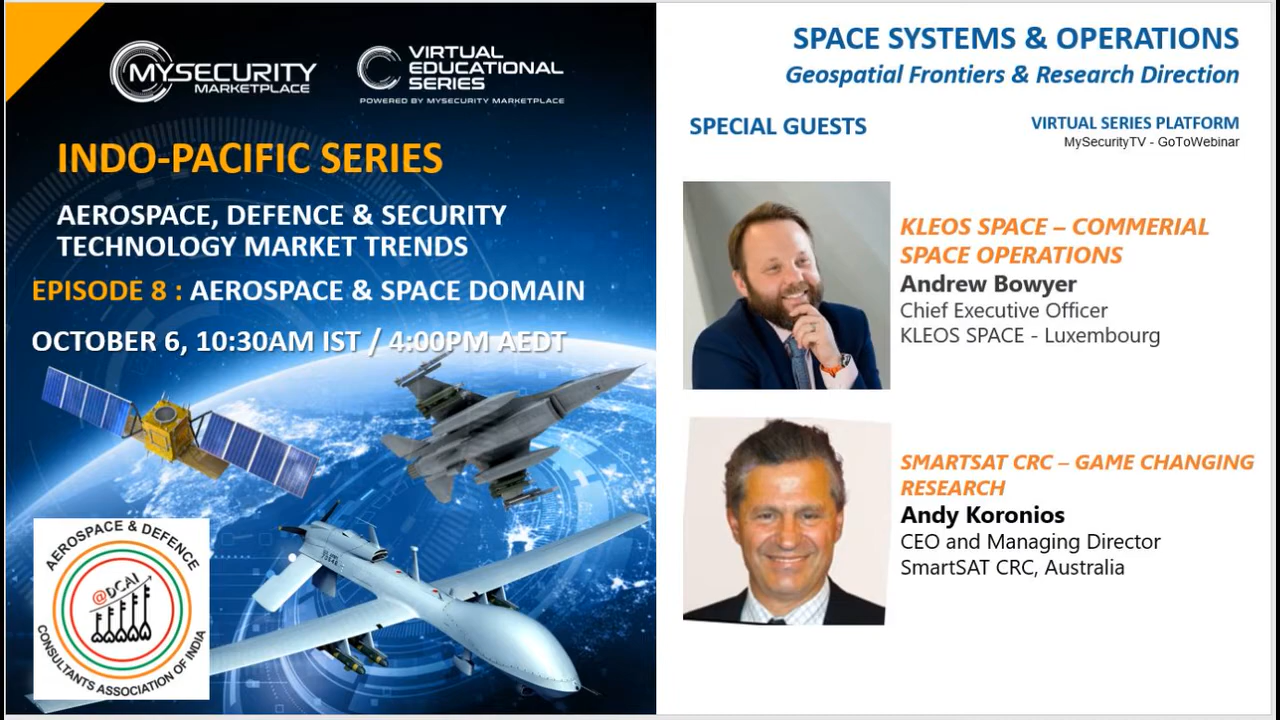 MYSECURITY
MARKETPLACE
VIRTUAL
EDUCATIONAL
SERIES
POWERED BY MYSECURITY MARKETPLACE
INDO-PACIFIC SERIES
AEROSPACE, DEFENCE & SECURITY
TECHNOLOGY MARKET TRENDS
EPISODE 8 : AEROSPACE & SPACE DOMAIN
OCTOBER 6, 10:30AM IST / 4:00PM AEDT
AEROSPACE & DEFENCE
@DCAI
CONSULTANTS ASSOCIATION OF INDIA
SPACE SYSTEMS & OPERATIONS
Geospatial Frontiers & Research Direction
SPECIAL GUESTS
VIRTUAL SERIES PLATFORM
MySecurityTV - GoToWebinar
KLEOS SPACE – COMMERIAL
SPACE OPERATIONS
Andrew Bowyer
Chief Executive Officer
KLEOS SPACE - Luxembourg
SMARTSAT CRC – GAME CHANGING
RESEARCH
Andy Koronios
CEO and Managing Director
SmartSAT CRC, Australia